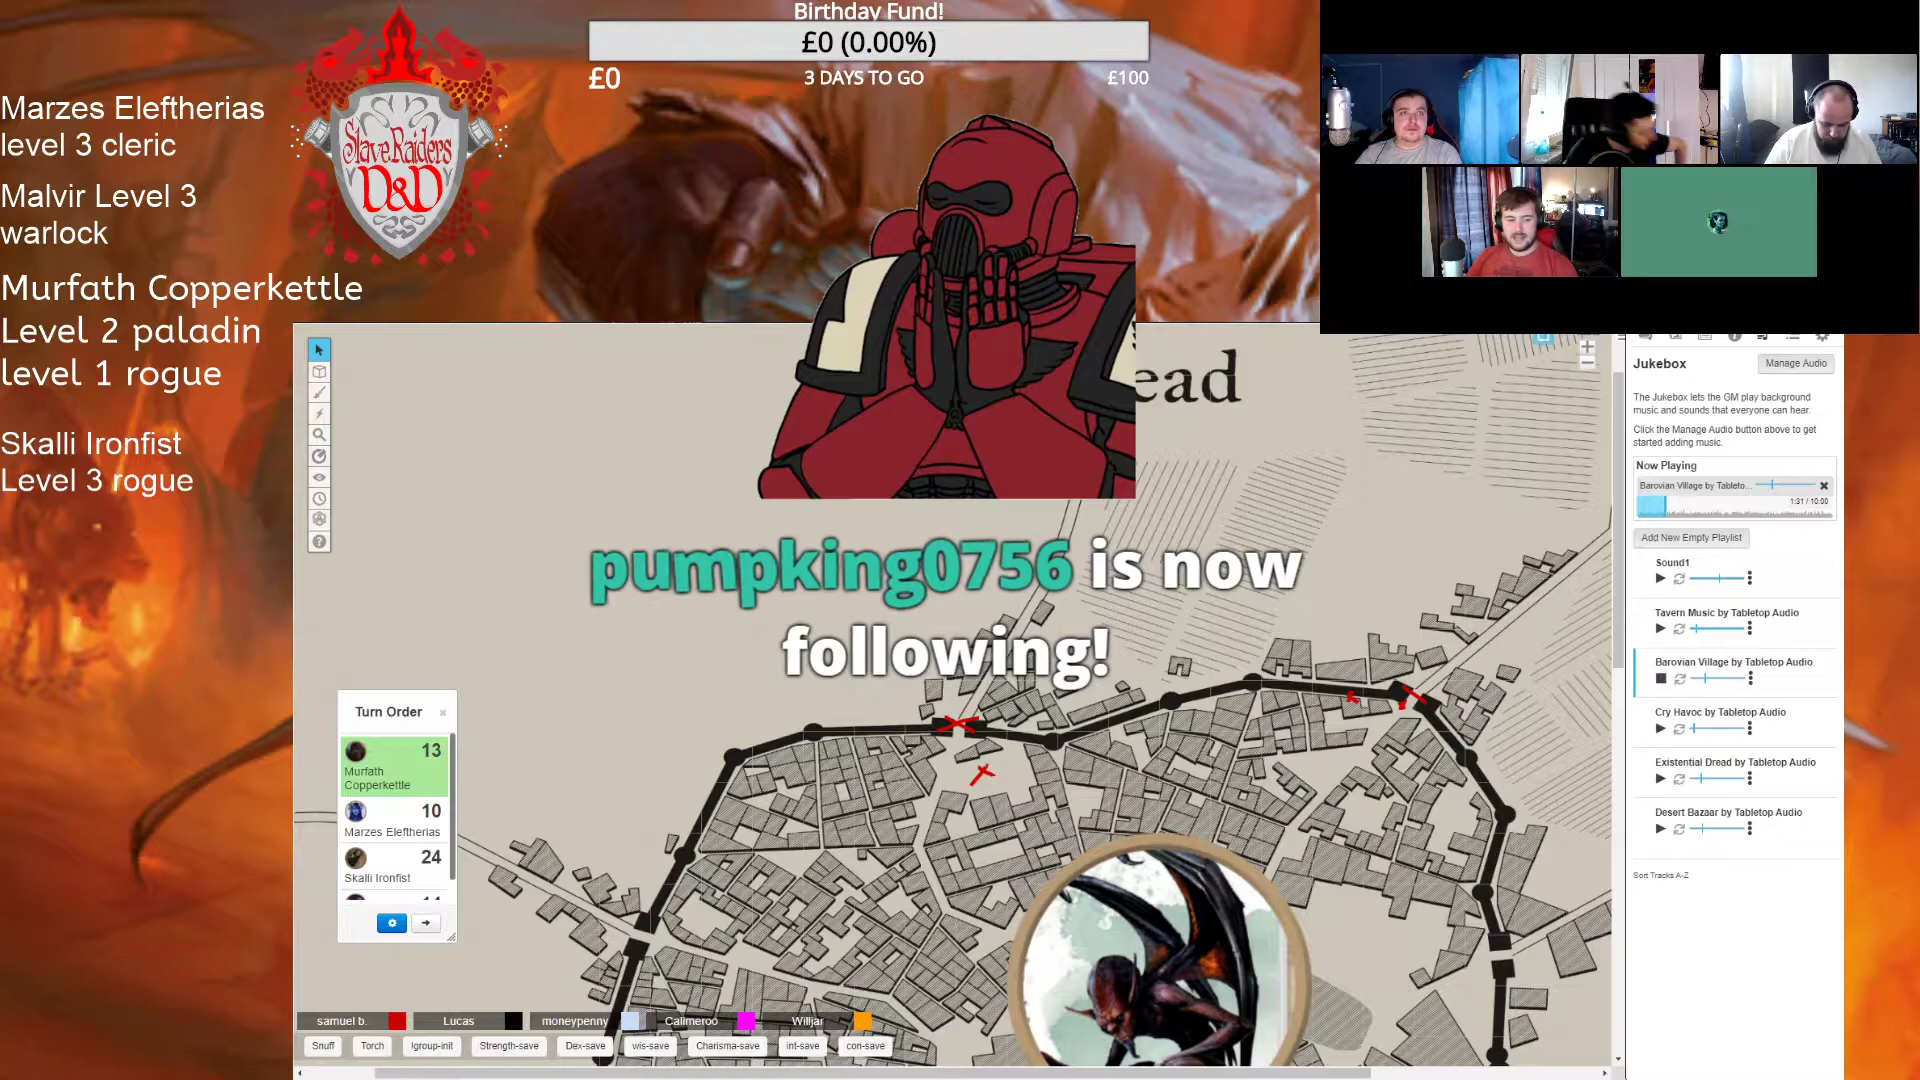 Birthday Fund!
£0 (0.00%)
£0
3 DAYS TO GO
£100
Marzes Eleftherias
level 3 cleric
Malvir Level 3
warlock
Murfath Copperkettle
Level 2 paladin
level 1 rogue
Skalli Ironfist
Level 3 rogue
Slave Raiders
D&D
ead
pumpking0756 is now
following!
Turn Order
13
Murfath
Copperkettle
10
Marzes Eleftherias
24
Skalli Ironfist
samuel b.
Lucas
moneypenny
Calimeroo
Willjar
Snuff
Torch
Igroup-init
Strength-save
Dex-save
wis-save
Charisma-save
int-save
con-save
Jukebox
Manage Audio
The Jukebox lets the GM play background
music and sounds that everyone can hear.
Click the Manage Audio button above to get
started adding music.
Now Playing
Barovian Village by Tableto...
1:31 / 10:00
Add New Empty Playlist
Sound1
Tavern Music by Tabletop Audio
Barovian Village by Tabletop Audio
Cry Havoc by Tabletop Audio
Existential Dread by Tabletop Audio
Desert Bazaar by Tabletop Audio
Sort Tracks A-Z